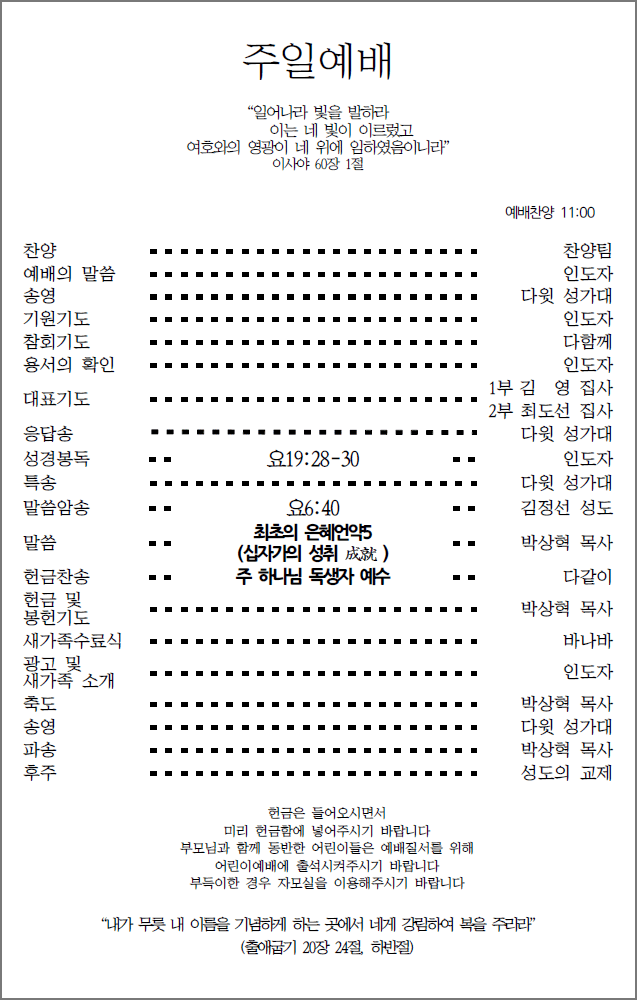 주일예배
“일어나라 빛을 발하라
이는 네 빛이 이르렀고
여호와의 영광이 네 위에 임하였음이니라”
이사야 60장 1절
예배찬양 11:00
찬양 찬양팀
예배의 말씀 인도자
송영 다윗 성가대
기원기도 인도자
참회기도 다함께
용서의 확인 인도자
대표기도 1부 김 영 집사
2부 최도선 집사
응답송 다윗 성가대
성경봉독 요19:28-30 인도자
특송 다윗 성가대
말씀암송 요6:40 김정선 성도
말씀 최초의 은혜언약5 박상혁 목사
(십자가의 성취 成就 )
헌금찬송 주 하나님 독생자 예수 다같이
헌금 및
봉헌기도 박상혁 목사
새가족수료식 바나바
광고 및
새가족 소개 인도자
축도 박상혁 목사
송영 다윗 성가대
파송 박상혁 목사
후주 성도의 교제
헌금은 들어오시면서
미리 헌금함에 넣어주시기 바랍니다
부모님과 함께 동반한 어린이들은 예배질서를 위해
어린이예배에 출석시켜주시기 바랍니다
부득이한 경우 자모실을 이용해주시기 바랍니다
“내가 무릇 내 이름을 기념하게 하는 곳에서 네게 강림하여 복을 주리라”
(출애굽기 20장 24절, 하반절)